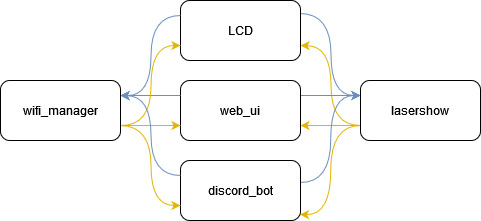 LCD
wifi_manager
web_ui
lasershow
discord_bot